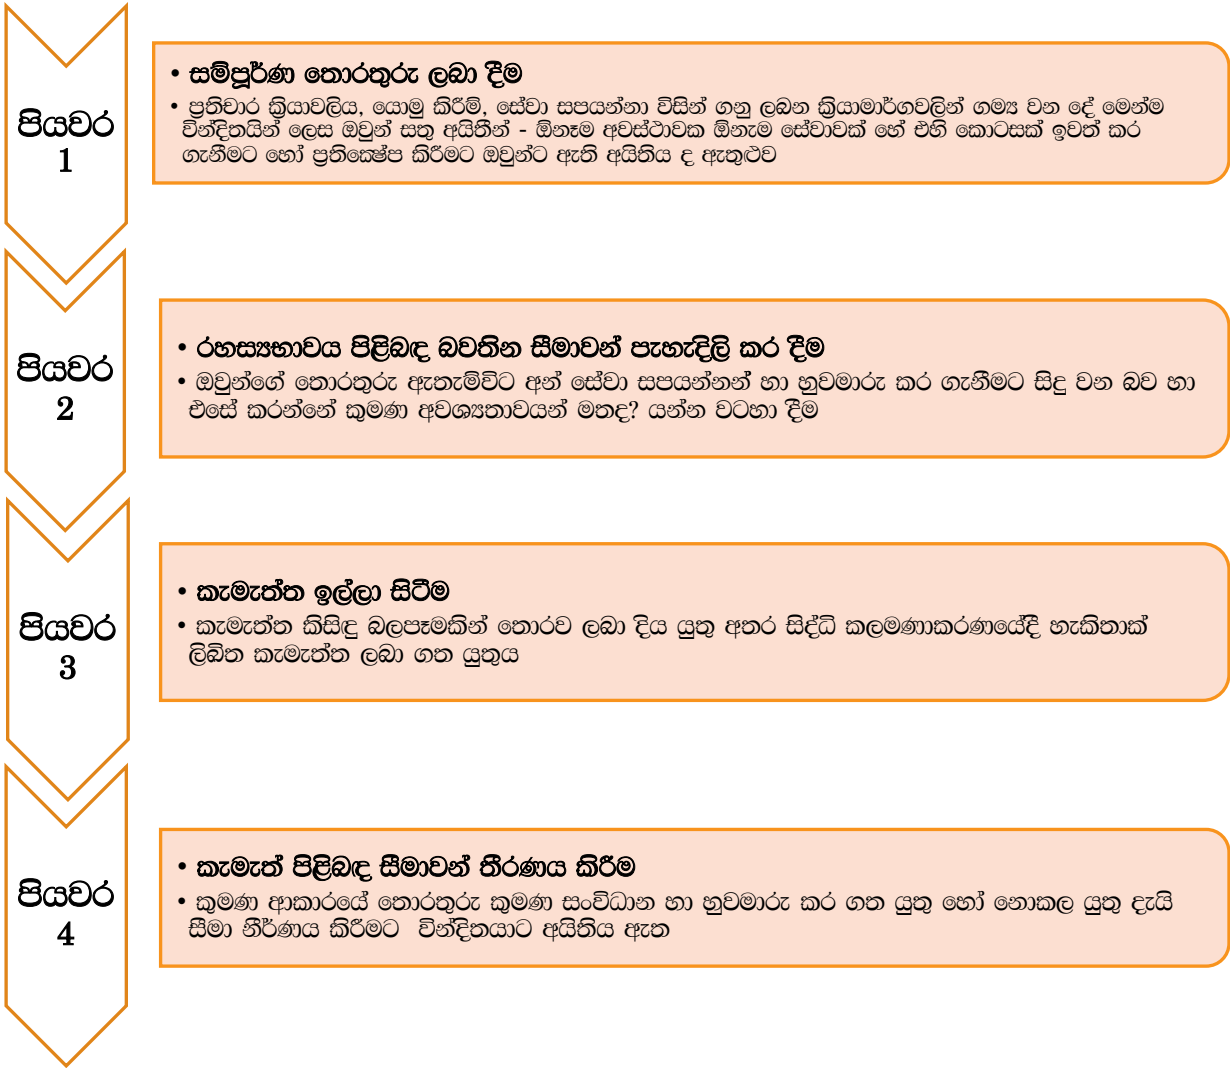 පියවර
1
• සම්පූර්ණ තොරතුරු ලබා දීම
• ප්‍රතිචාර ක්‍රියාවලිය, යොමු කිරීම්, සේවා සපයන්නා විසින් ගනු ලබන ක්‍රියාමාර්ගවලින් ගම්‍ය වන දේ මෙන්ම
වින්දිතයින් ලෙස ඔවුන් සතු අයිතීන් - ඕනෑම අවස්ථාවක ඕනැම සේවාවක් හේ එහි කොටසක් ඉවත් කර
ගැනීමට හෝ ප්‍රතික්ෂේප කිරීමට ඔවුන්ට ඇති අයිතිය ද ඇතුළුව
පියවර
2
• රහස්‍යභාවය පිළිබඳ බවතින සීමාවන් පැහැදිලි කර දීම
• ඔවුන්ගේ තොරතුරු ඇතැම්විට අන් සේවා සපයන්නන් හා හුවමාරු කර ගැනීමට සිදු වන බව හා
එසේ කරන්නේ කුමණ අවශ්‍යතාවයන් මතද? යන්න වටහා දීම
පියවර
3
• කැමැත්ත ඉල්ලා සිටීම
• කැමැත්ත කිසිඳු බලපෑමකින් තොරව ලබා දිය යුතු අතර සිද්ධි කලමණාකරණයේදී හැකිතාක්
ලිඛිත කැමැත්ත ලබා ගත යුතුය
පියවර
4
• කැමැත් පිළිබඳ සීමාවන් තීරණය කිරීම
• කුමණ ආකාරයේ තොරතුරු කුමණ සංවිධාන හා හුවමාරු කර ගත යුතු හෝ නොකල යුතු දැයි
සීමා නිර්ණය කිරීමට වින්දිතයාට අයිතිය ඇත